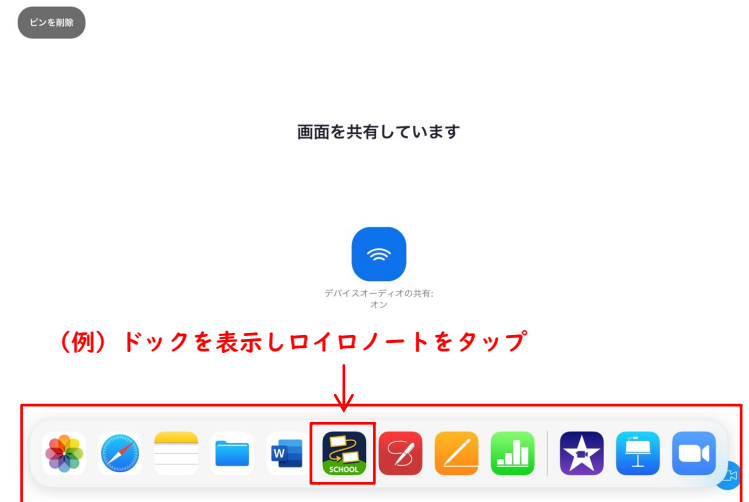 ピンを削除
画面を共有しています
デバイスオーディオの共有:
オン
（例）ドックを表示しロイロノートをタップ
W
SCHOOL